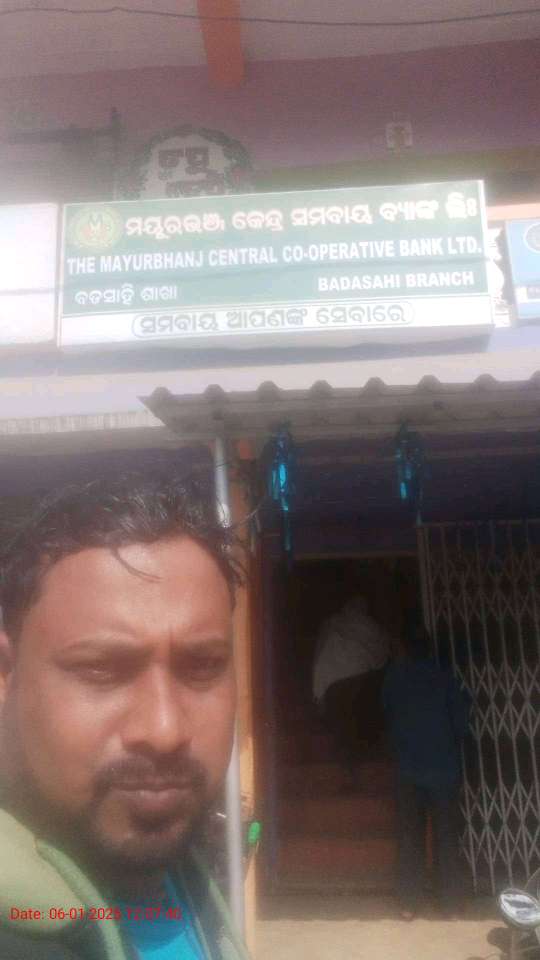 ମୟୂରଭଞ୍ଜ କେନ୍ଦ୍ର ସମବାୟ ବ୍ୟାଙ୍କ ଲିଃ
THE MAYURBHANJ CENTRAL CO-OPERATIVE BANK LTD.
ବଡସାହି ଶାଖା BADASAHI BRANCH
ସମବାୟ ଆପଣଙ୍କ ସେବାରେ
Date: 06-01-2025 12:07:40